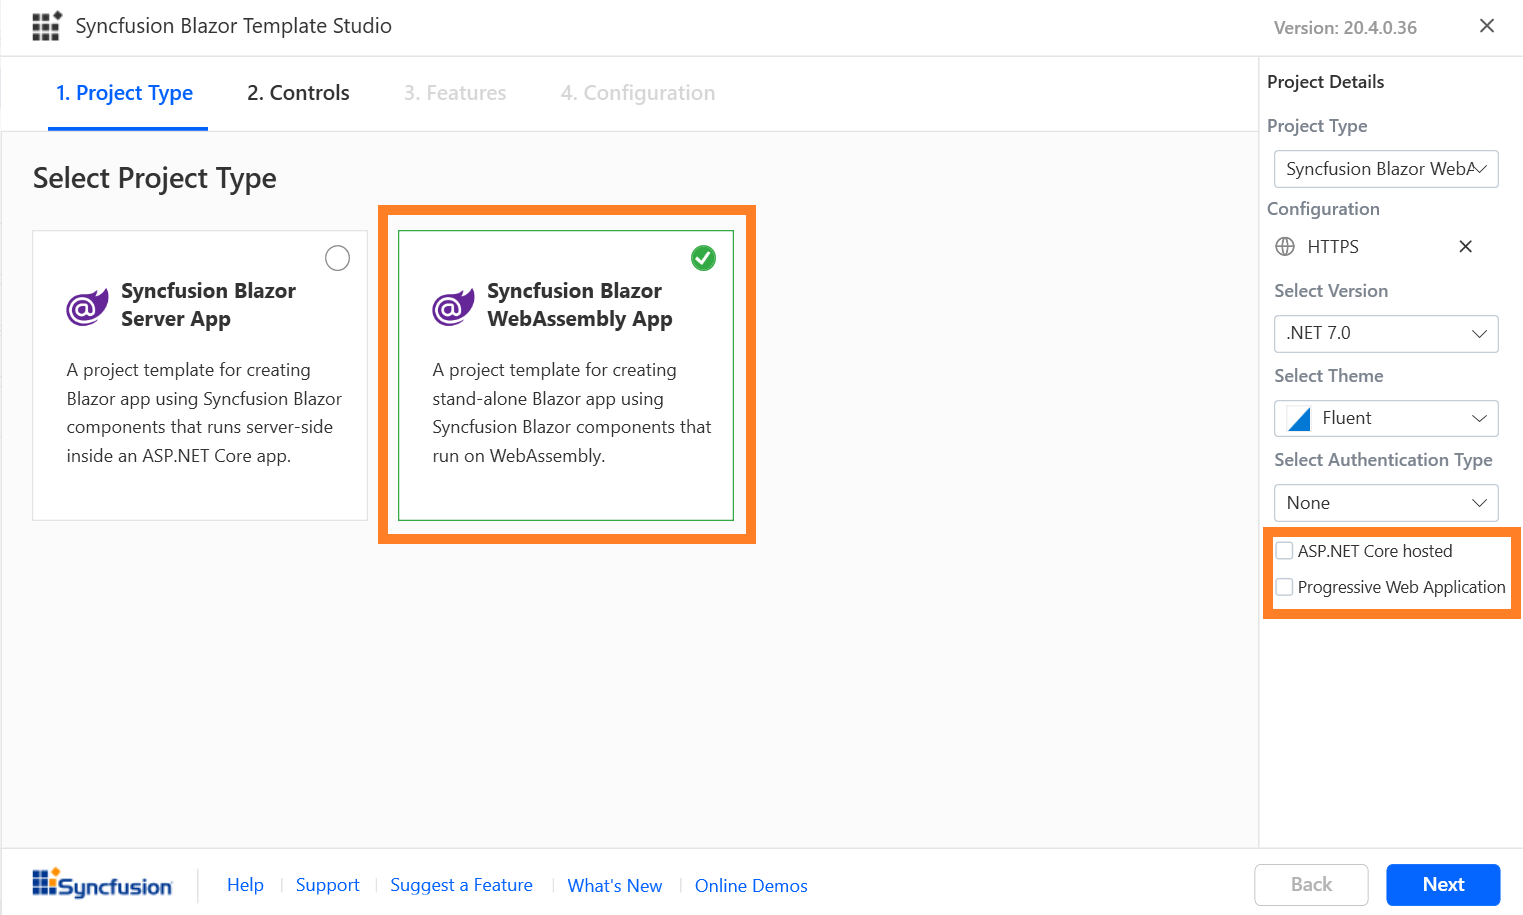 Syncfusion Blazor Template Studio
Version: 20.4.0.36
1. Project Type
2. Controls
3. Features
4. Configuration
Select Project Type
Syncfusion Blazor
Server App
A project template for creating
Blazor app using Syncfusion Blazor
components that runs server-side
inside an ASP.NET Core app.
Syncfusion Blazor
WebAssembly App
A project template for creating
stand-alone Blazor app using
Syncfusion Blazor components that
run on WebAssembly.
Project Details
Project Type
Syncfusion Blazor WebA
Configuration
HTTPS
Select Version
.NET 7.0
Select Theme
Fluent
Select Authentication Type
None
ASP.NET Core hosted
Progressive Web Application
Syncfusion
Help
Support
Suggest a Feature
What's New
Online Demos
Back
Next